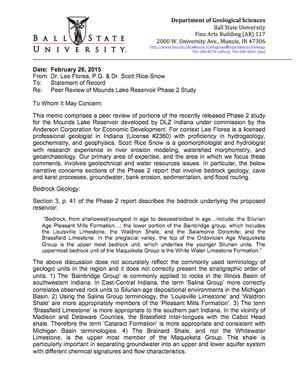 Department of Geological Sciences
Ball State University
Fine Arts Building (AR) 117
2000 W. University Ave., Muncie, IN 47306
BALL STATE
UNIVERSITY.
Date: February 26, 2015
From: Dr. Lee Florea, P.G. & Dr. Scott Rice-Snow
To: Statement of Record
Re: Peer Review of Mounds Lake Reservoir Phase 2 Study
To Whom it May Concern:
This memo comprises a peer review of portions of the recently released Phase 2 study
for the Mounds Lake Reservoir developed by DLZ Indiana under commission by the
Anderson Corporation for Economic Development. For context Lee Florea is a licensed
professional geologist in Indiana (License #2360) with proficiency in hydrogeology,
geochemistry, and geophysics. Scott Rice Snow is a geomorphologist and hydrologist
with research experience in river erosion modeling, watershed morphometry, and
geoarchaeology. Our primary area of expertise, and the area in which we focus these
comments, involves geotechnical and water resources issues. In particular, the below
narrative concerns sections of the Phase 2 report that involve bedrock geology, cave
and karst processes, groundwater, bank erosion, sedimentation, and flood routing.
Bedrock Geology:
Section 3, p. 41 of the Phase 2 report describes the bedrock underlying the proposed
reservoir:
"Bedrock, from shallowest/youngest in age to deepest/oldest in age…include: the Silurian
Age Pleasant Mills Formation…; the lower portion of the Bainbridge group, which includes
the Louisville Limestone, the Waldron Shale, and the Salamonie Dolomite; and the
Brassfield Limestone. In the preglacial valley, the top of the Ordovician Age Maquoketa
Group is the upper most bedrock unit, which underlies the younger Silurian units. The
uppermost bedrock unit of the Maquoketa Group is the White Water Limestone Formation."
The above discussion does not accurately reflect the commonly used terminology of
geologic units in the region and it does not correctly present the stratigraphic order of
units. 1) The 'Bainbridge Group' is commonly applied to rocks in the Illinois Basin of
southwestern Indiana. In East-Central Indiana, the term 'Salina Group' more correctly
correlates observed rock units to Silurian-age depositional environments in the Michigan
Basin. 2) Using the Salina Group terminology, the 'Louisville Limestone' and 'Waldron
Shale' are more appropriately members of the 'Pleasant Mills Formation'. 3) The term
'Brassfield Limestone' is more appropriate to the southern part Indiana. In the vicinity of
Madison and Delaware Counties, the Brassfield inter-tongues with the Cabot Head
shale. Therefore the 'Cataract Formation' is more appropriate and consistent with
Michigan Basin terminologies. 4) The Brainard Shale, and not the Whitewater
Limestone, is the upper most member of the Maquoketa Group. This shale is
particularly important in separating groundwater into an upper and lower aquifer system
with different chemical signatures and flow characteristics.